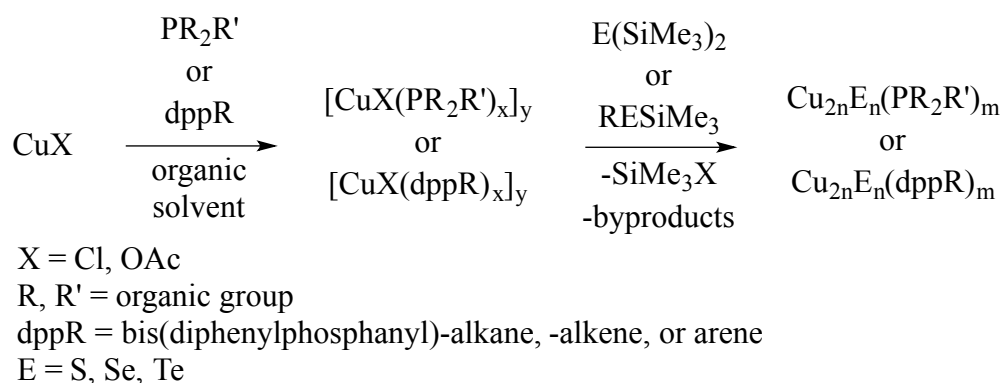 CuX
PR2R'
or
dppR
organic
solvent
[CuX(PR2R')x]y
or
[CuX(dppR)x]y
E(SiMe3)2
or
RESiMe3
-SiMe3X
-byproducts
Cu2nEn(PR2R')m
or
Cu2nEn(dppR)m
X = Cl, OAc
R, R' = organic group
dppR = bis(diphenylphosphanyl)-alkane, -alkene, or arene
E = S, Se, Te